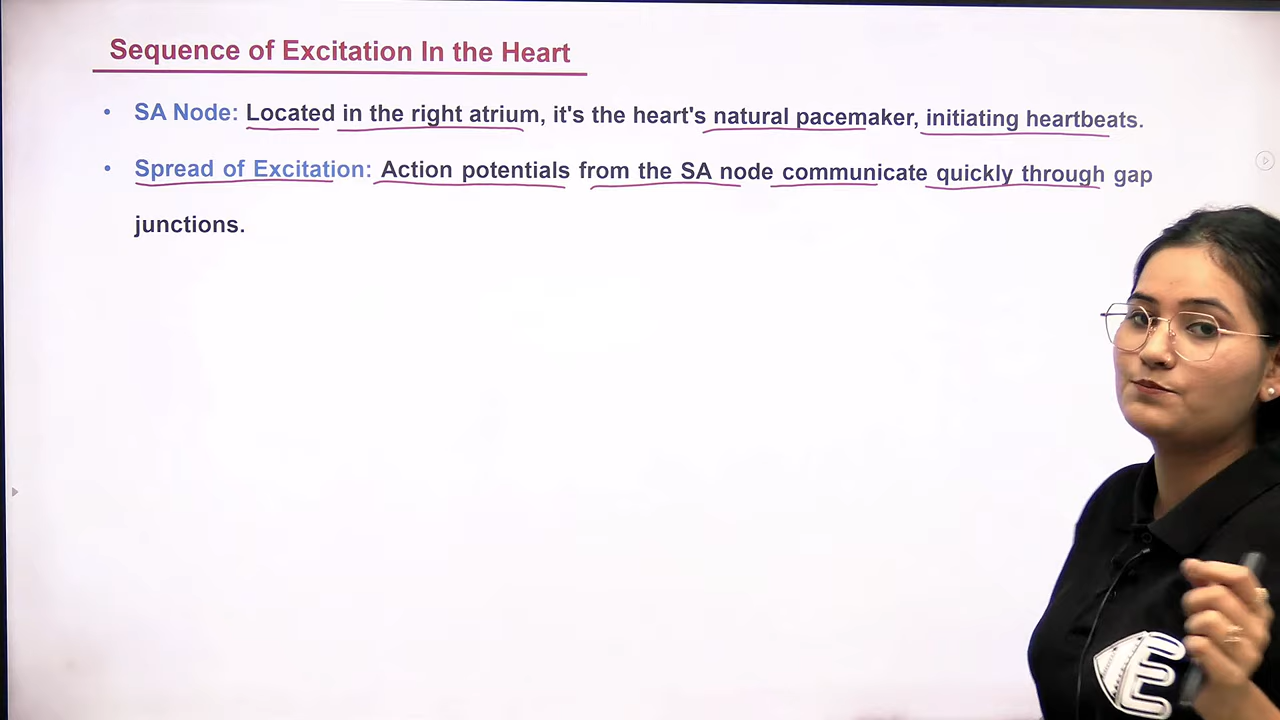 Sequence of Excitation In the Heart
• SA Node: Located in the right atrium, it's the heart's natural pacemaker, initiating heartbeats.
• Spread of Excitation: Action potentials from the SA node communicate quickly through gap
junctions.
E